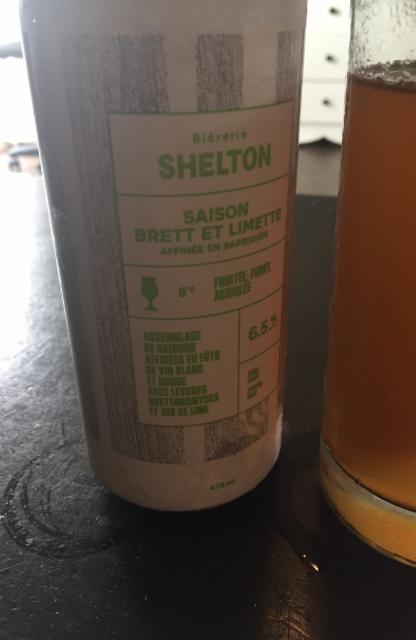 Bièrerie
SHELTON
SAISON
BRETT ET LIMETTE
AFFINÉE EN BARRIQUES
8°C
FRUITÉE, FUNKY,
ACIDULÉE
6.5%
ASSEMBLAGE
DE SAISONS
AFFINÉES EN FÛTS
DE VIN BLANC
ET ROUGE
AVEC LEVURES
BRETTANOMYCES
ET JUS DE LIME
473 ml